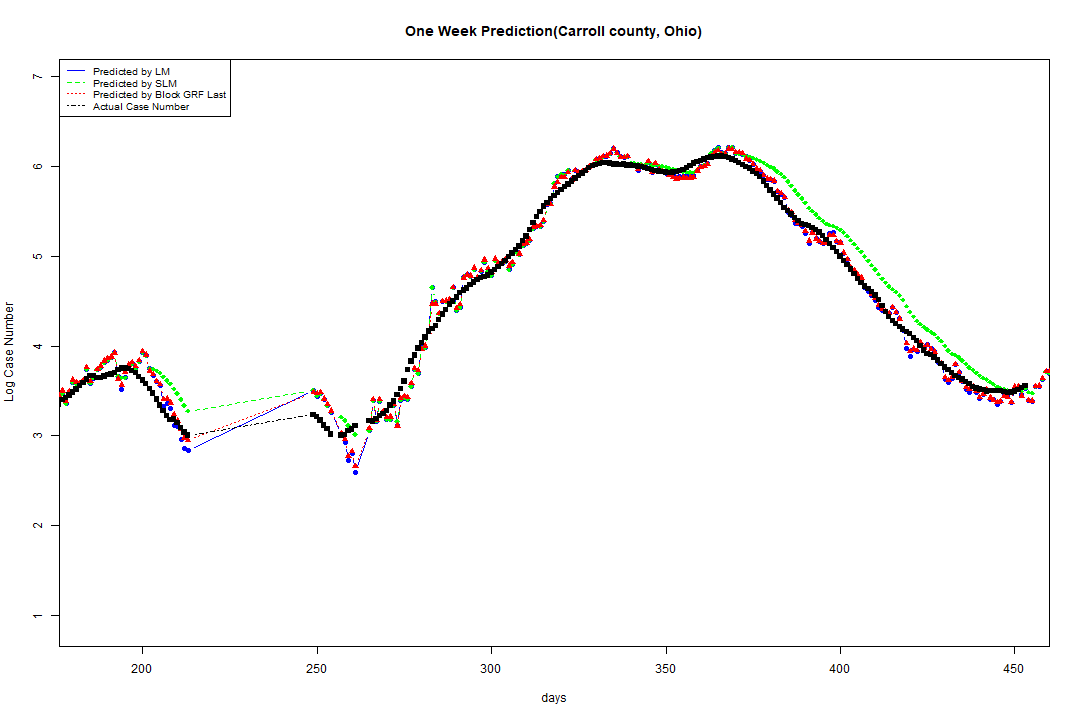 One Week Prediction(Carroll county, Ohio)
Predicted by LM
Predicted by SLM
Predicted by Block GRF Last
Actual Case Number
7
6
5
4
3
2
1
Log Case Number
200 250 300 350 400 450
days